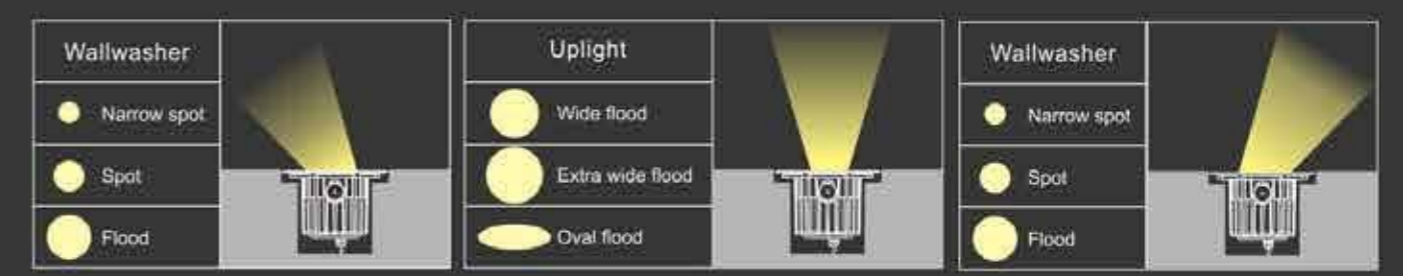 Wallwasher
Narrow spot
Spot
Flood
Uplight
Wide flood
Extra wide flood
Oval flood
Wallwasher
Narrow spot
Spot
Flood